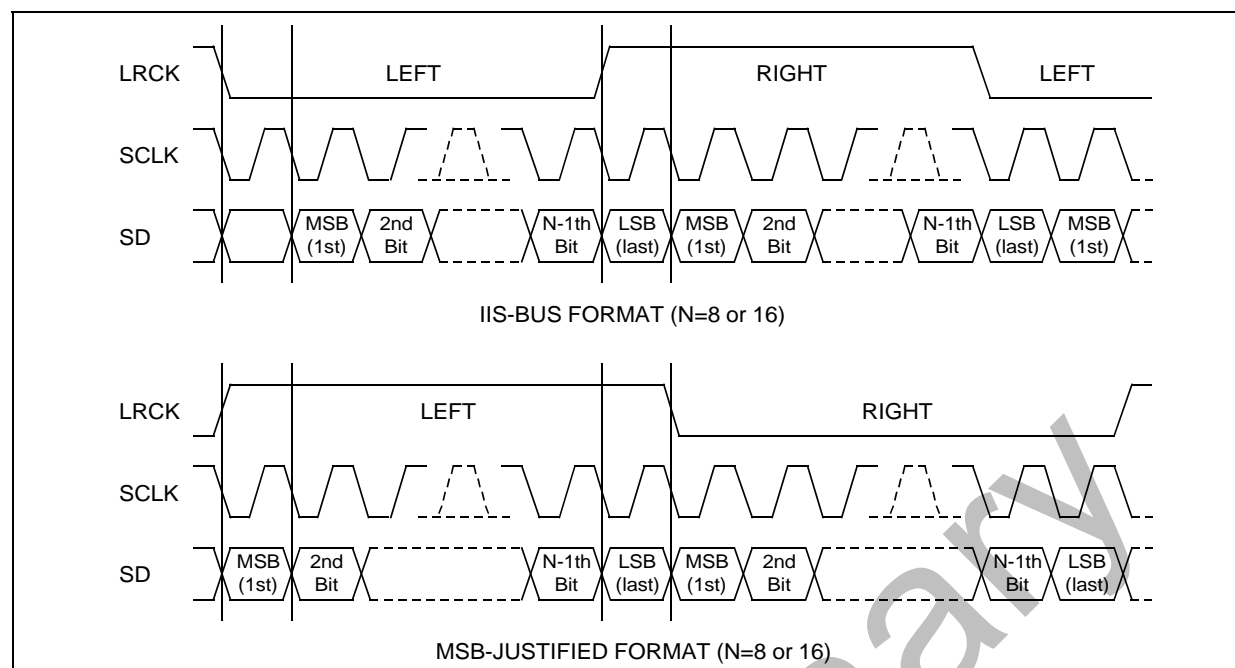 LRCK LEFT RIGHT LEFT
SCLK
SD MSB (1st) 2nd Bit N-1th Bit LSB (last) MSB (1st) 2nd Bit N-1th Bit LSB (last) MSB (1st)
IIS-BUS FORMAT (N=8 or 16)
LRCK LEFT RIGHT
SCLK
SD MSB (1st) 2nd Bit N-1th Bit LSB (last) MSB (1st) 2nd Bit N-1th Bit LSB (last)
MSB-JUSTIFIED FORMAT (N=8 or 16)